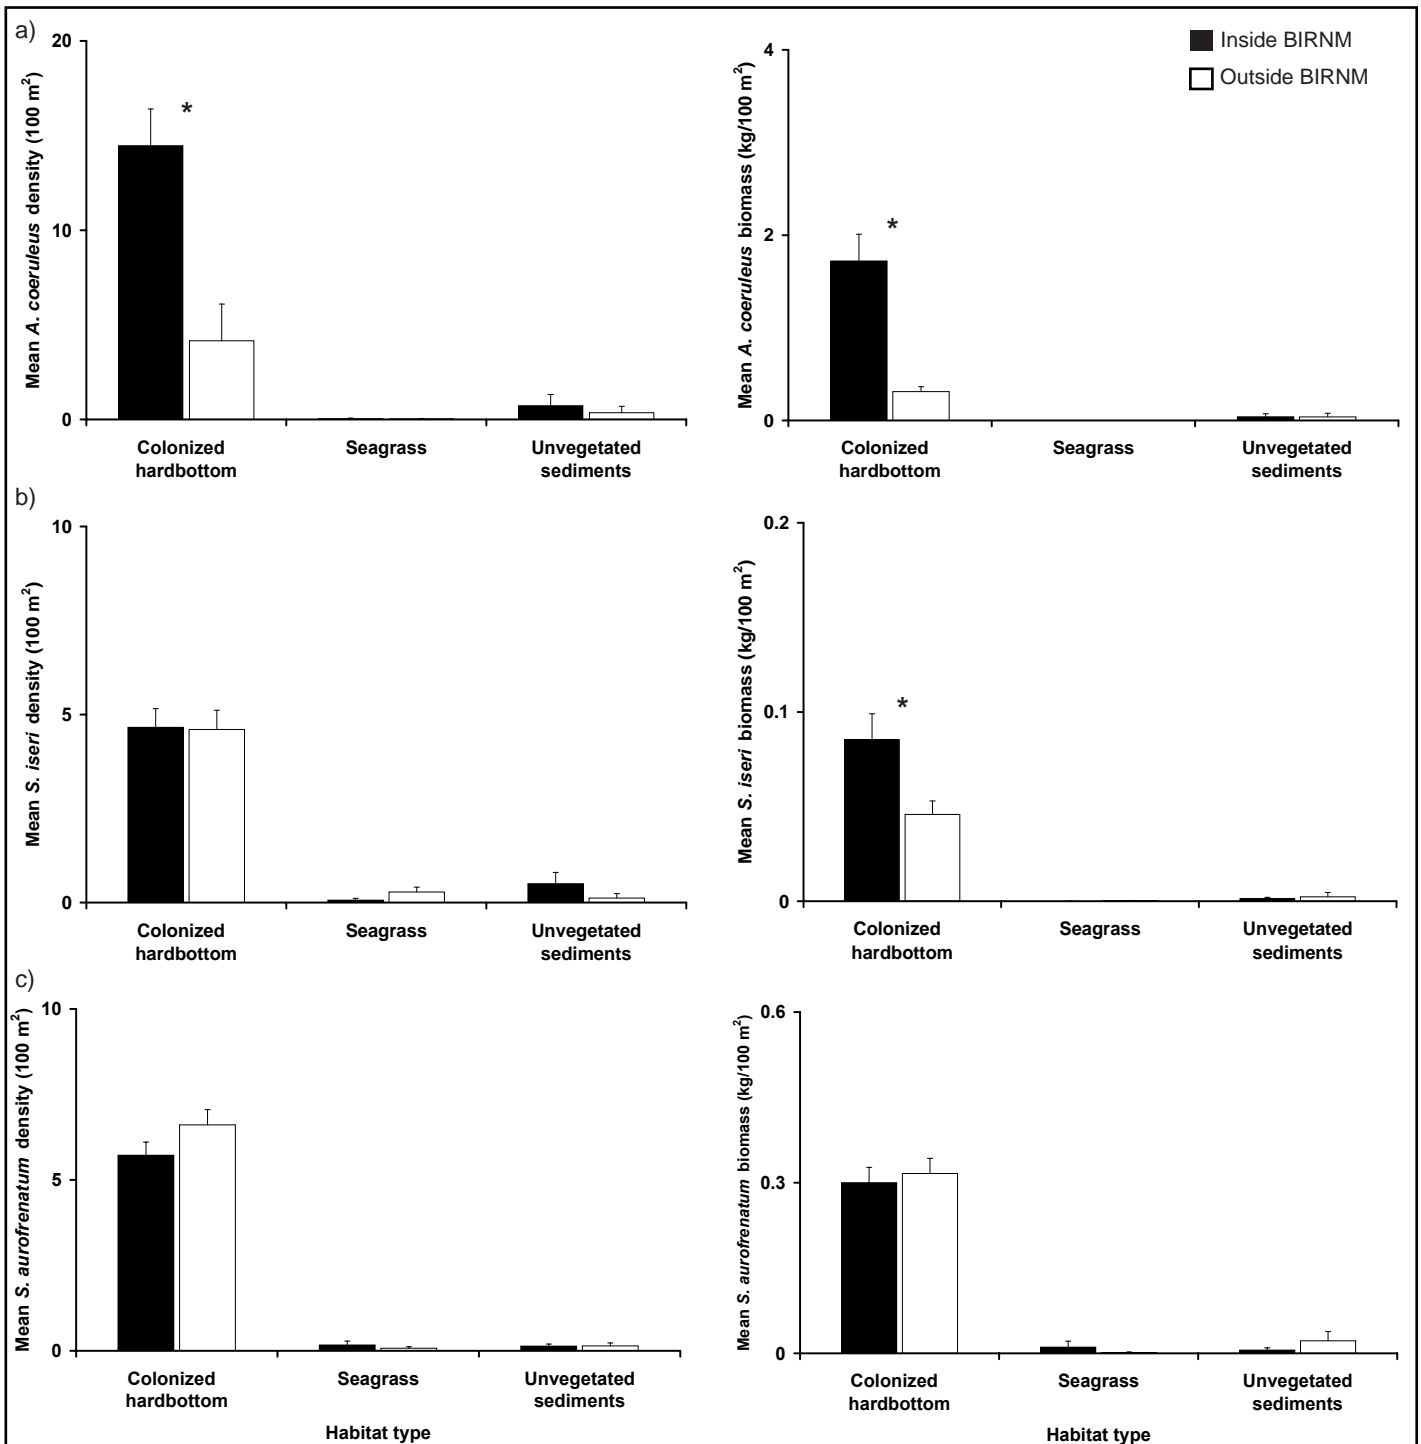 a)
Inside BIRNM
Outside BIRNM
Mean A. coeruleus density (100 m²)
20
10
0
Colonized hardbottom
Seagrass
Unvegetated sediments
*
Mean A. coeruleus biomass (kg/100 m²)
4
2
0
Colonized hardbottom
Seagrass
Unvegetated sediments
*
b)
Mean S. iseri density (100 m²)
10
5
0
Colonized hardbottom
Seagrass
Unvegetated sediments
Mean S. iseri biomass (kg/100 m²)
0.2
0.1
0
Colonized hardbottom
Seagrass
Unvegetated sediments
*
c)
Mean S. aurofrenatum density (100 m²)
10
5
0
Colonized hardbottom
Seagrass
Unvegetated sediments
Habitat type
Mean S. aurofrenatum biomass (kg/100 m²)
0.6
0.3
0
Colonized hardbottom
Seagrass
Unvegetated sediments
Habitat type